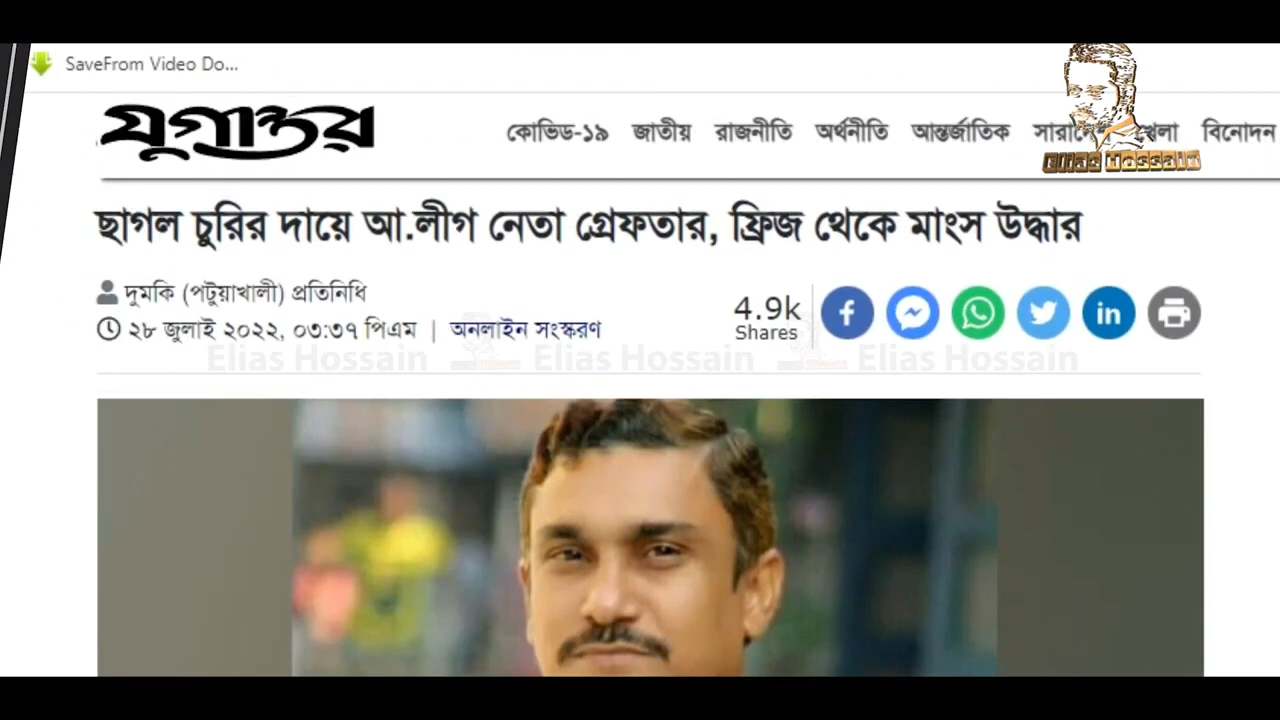 SaveFrom Video Do...
যুগান্তর
কোভিড-১৯ জাতীয় রাজনীতি অর্থনীতি আন্তর্জাতিক খেলা বিনোদন
Elias Hossain
ছাগল চুরির দায়ে আ.লীগ নেতা গ্রেফতার, ফ্রিজ থেকে মাংস উদ্ধার
দুমকি (পটুয়াখালী) প্রতিনিধি
4.9k
Shares
২৮ জুলাই ২০২২, ০৩:৩৭ পিএম | অনলাইন সংস্করণ
Elias Hossain Elias Hossain Elias Hossain